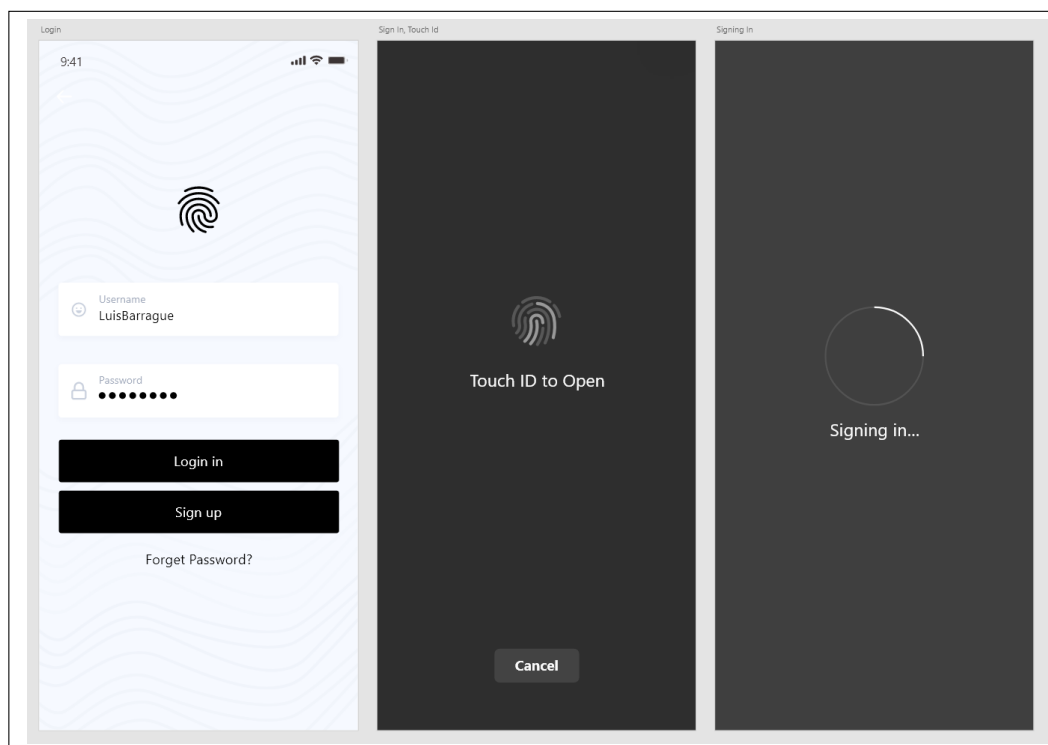 Login
Sign In, Touch Id
Signing In
9:41
Username
LuisBarrague
Password
Login in
Sign up
Forget Password?
Touch ID to Open
Cancel
Signing in...